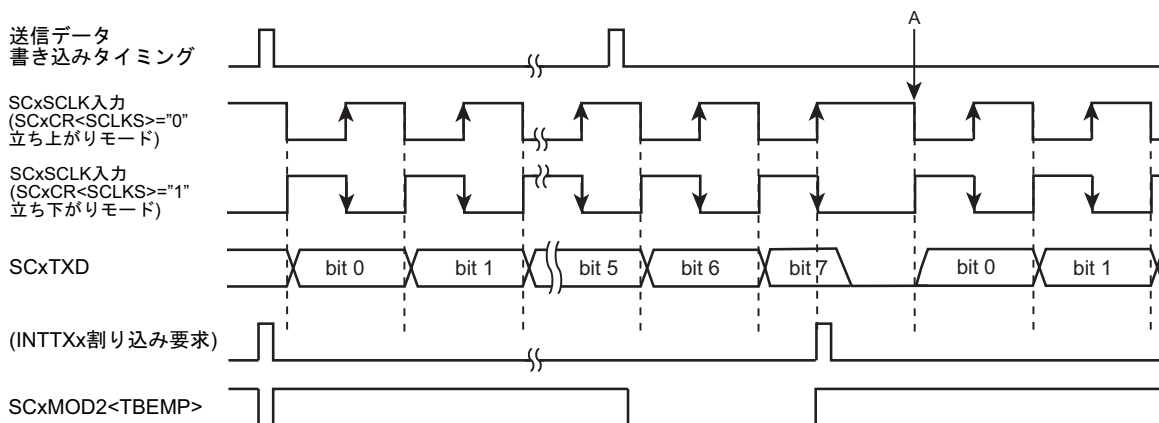 A
送信データ
書き込みタイミング
SCxSCLK入力
(SCxCR<SCLKS>="0"
立ち上がりモード)
SCxSCLK入力
(SCxCR<SCLKS>="1"
立ち下がりモード)
SCxTXD
bit 0
bit 1
bit 5
bit 6
bit 7
bit 0
bit 1
(INTTXx割り込み要求)
SCxMOD2<TBEMP>